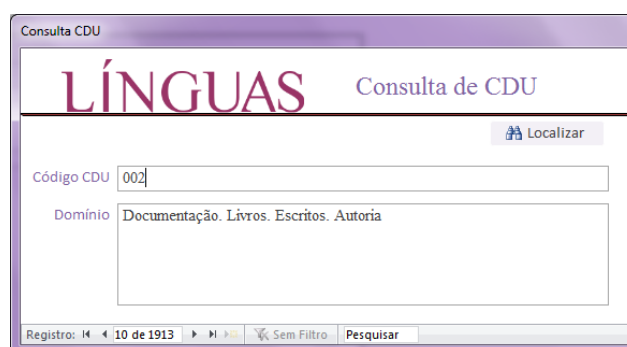 Consulta CDU
LÍNGUAS Consulta de CDU
Localizar
Código CDU 002
Domínio Documentação. Livros. Escritos. Autoria
Registro: 10 de 1913 Sem Filtro Pesquisar